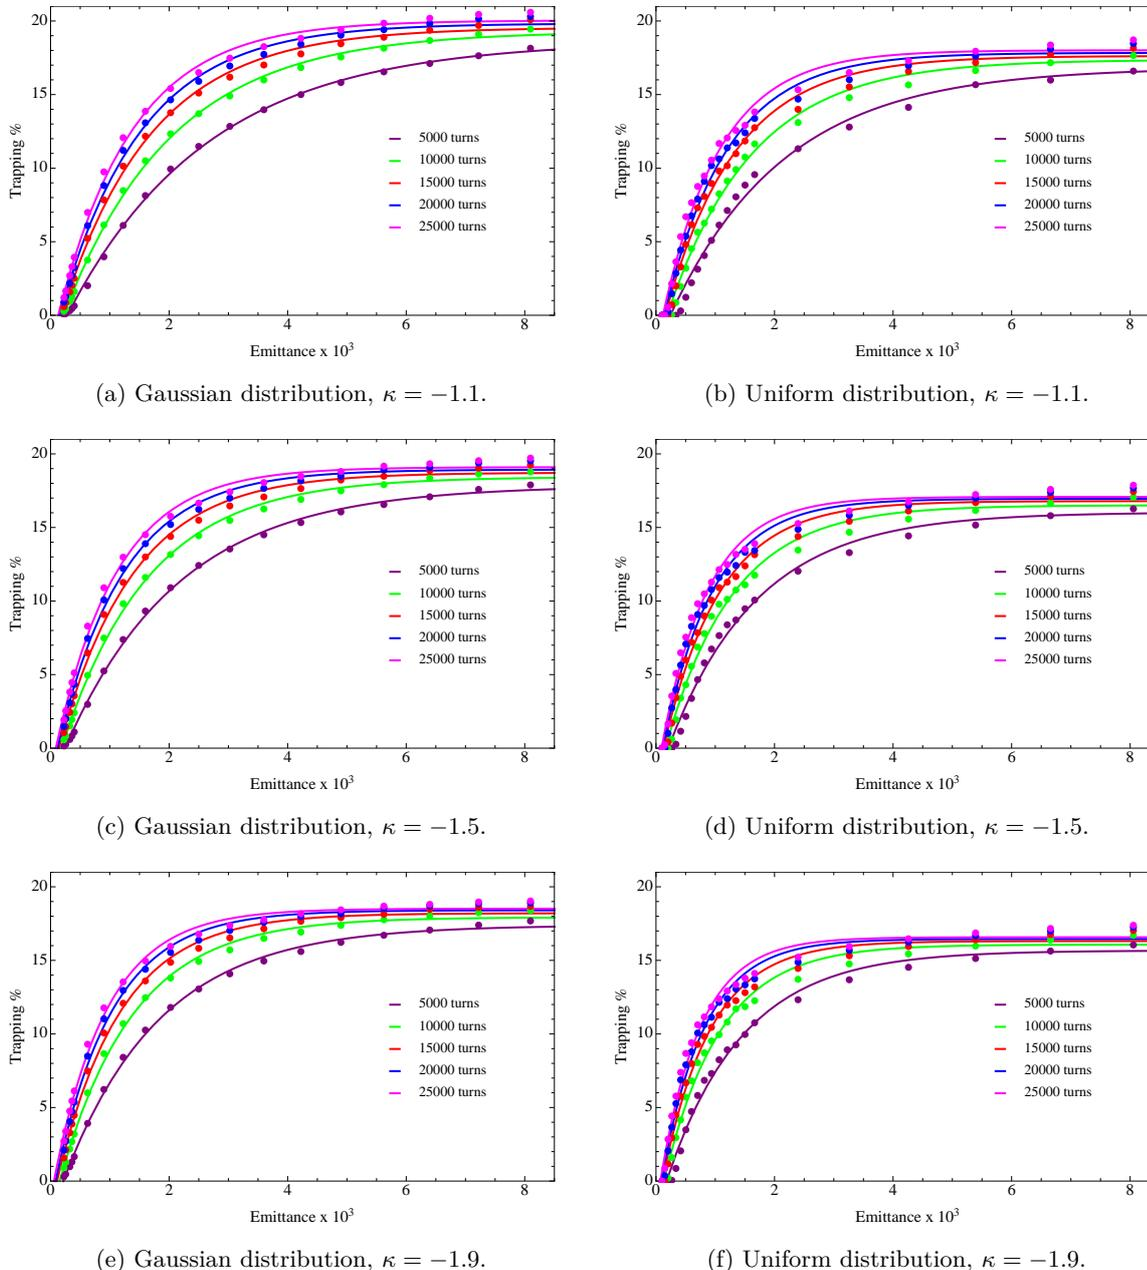 20
15
10
5
0
Trapping %
5000 turns
10000 turns
15000 turns
20000 turns
25000 turns
0 2 4 6 8
Emittance x 10³
(a) Gaussian distribution, κ = −1.1.
20
15
10
5
0
Trapping %
5000 turns
10000 turns
15000 turns
20000 turns
25000 turns
0 2 4 6 8
Emittance x 10³
(b) Uniform distribution, κ = −1.1.
20
15
10
5
0
Trapping %
5000 turns
10000 turns
15000 turns
20000 turns
25000 turns
0 2 4 6 8
Emittance x 10³
(c) Gaussian distribution, κ = −1.5.
20
15
10
5
0
Trapping %
5000 turns
10000 turns
15000 turns
20000 turns
25000 turns
0 2 4 6 8
Emittance x 10³
(d) Uniform distribution, κ = −1.5.
20
15
10
5
0
Trapping %
5000 turns
10000 turns
15000 turns
20000 turns
25000 turns
0 2 4 6 8
Emittance x 10³
(e) Gaussian distribution, κ = −1.9.
20
15
10
5
0
Trapping %
5000 turns
10000 turns
15000 turns
20000 turns
25000 turns
0 2 4 6 8
Emittance x 10³
(f) Uniform distribution, κ = −1.9.